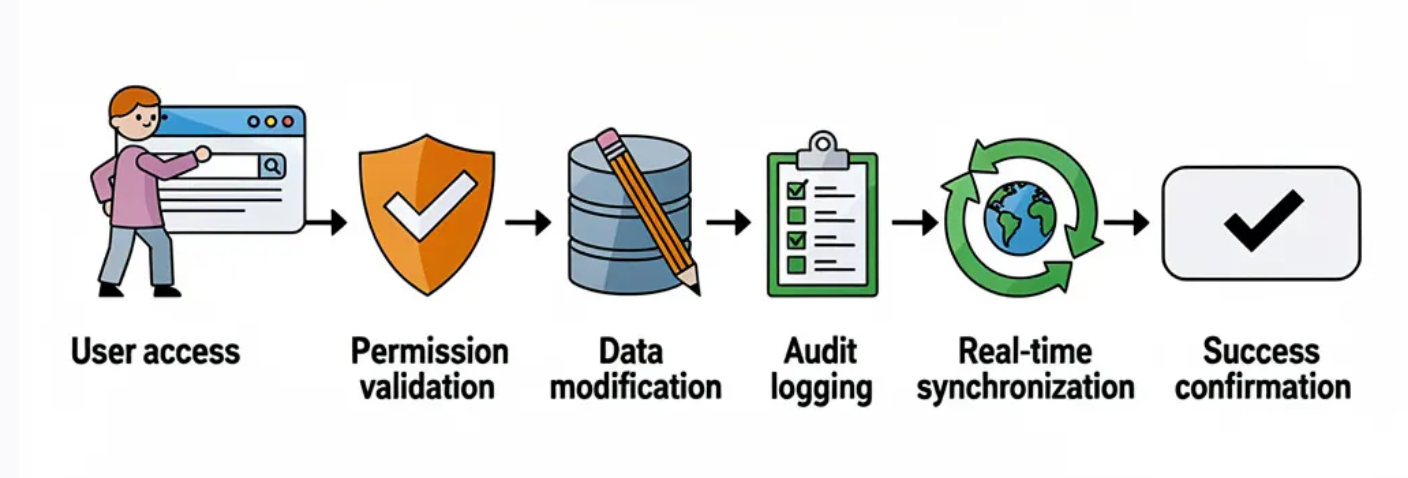 User access
Permission
validation
Data
modification
Audit
logging
Real-time
synchronization
Success
confirmation